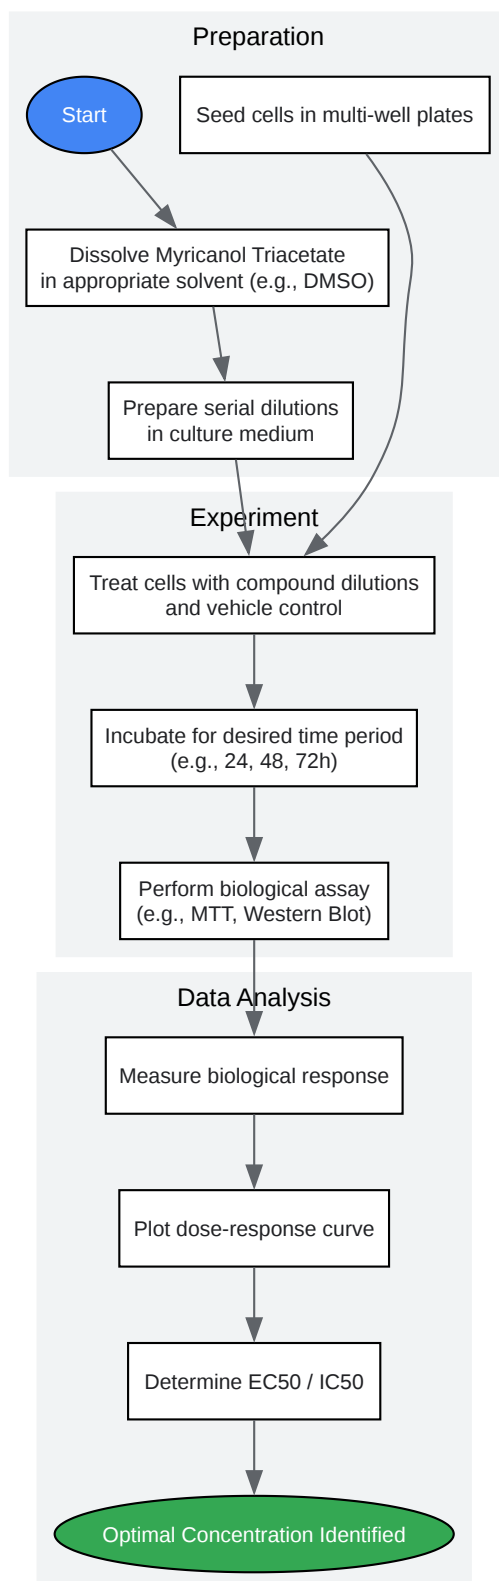 Preparation
Start
Seed cells in multi-well plates
Dissolve Myricanol Triacetate
in appropriate solvent (e.g., DMSO)
Prepare serial dilutions
in culture medium
Experiment
Treat cells with compound dilutions
and vehicle control
Incubate for desired time period
(e.g., 24, 48, 72h)
Perform biological assay
(e.g., MTT, Western Blot)
Data Analysis
Measure biological response
Plot dose-response curve
Determine EC50 / IC50
Optimal Concentration Identified